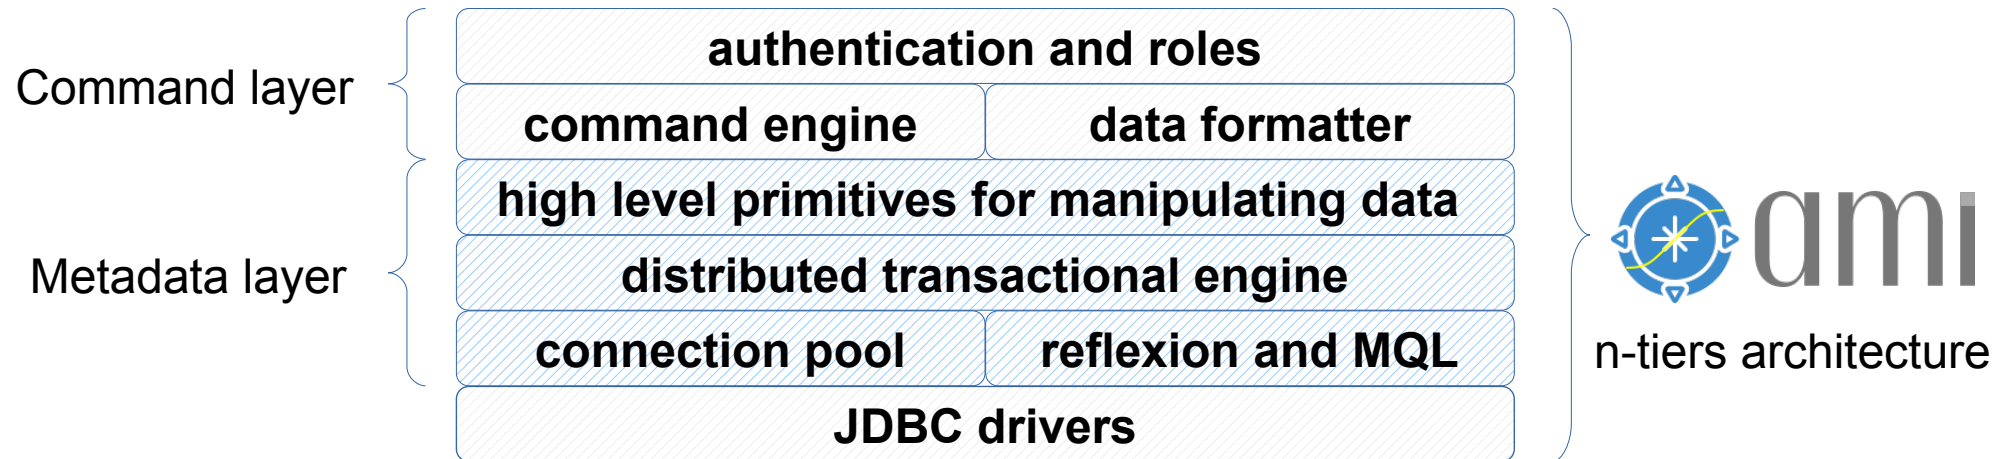 authentication and roles
Command layer
command engine
data formatter
high level primitives for manipulating data
ami
Metadata layer
distributed transactional engine
connection pool
reflexion and MQL
n-tiers architecture
JDBC drivers